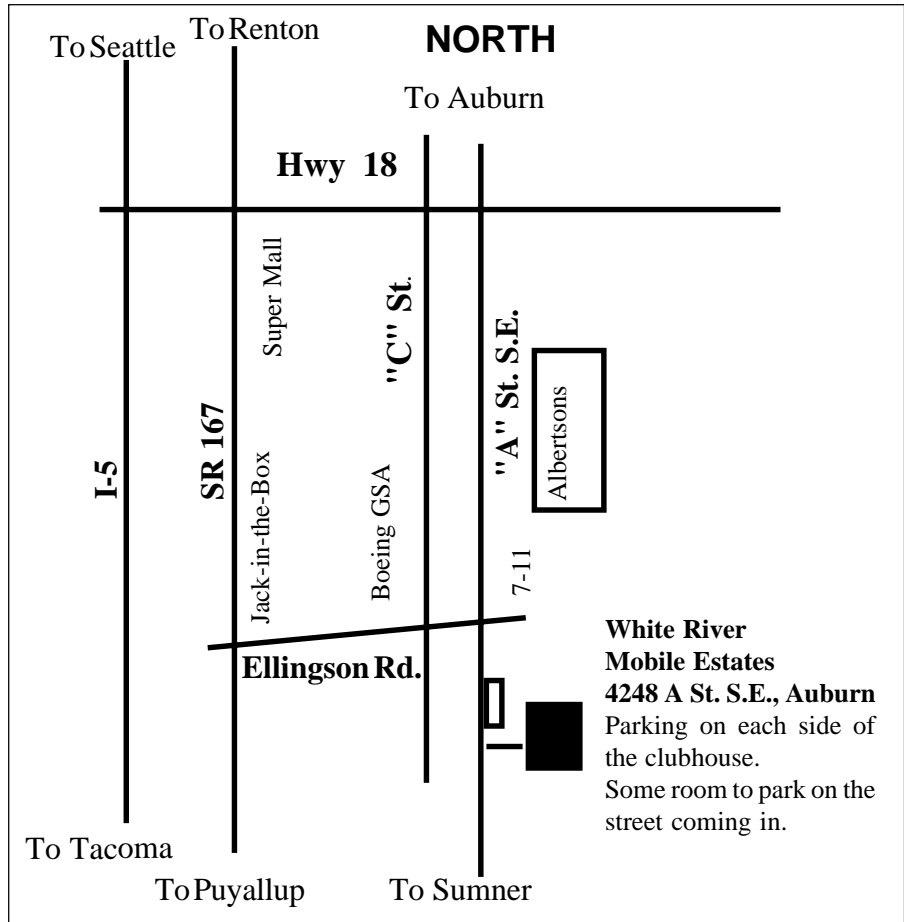 To Seattle
To Renton
NORTH
To Auburn
Hwy 18
Super Mall
"C" St.
"A" St. S.E.
Albertsons
I-5
SR 167
Jack-in-the-Box
Boeing GSA
7-11
Ellingson Rd.
White River
Mobile Estates
4248 A St. S.E., Auburn
Parking on each side of
the clubhouse.
Some room to park on the
street coming in.
To Tacoma
To Puyallup
To Sumner